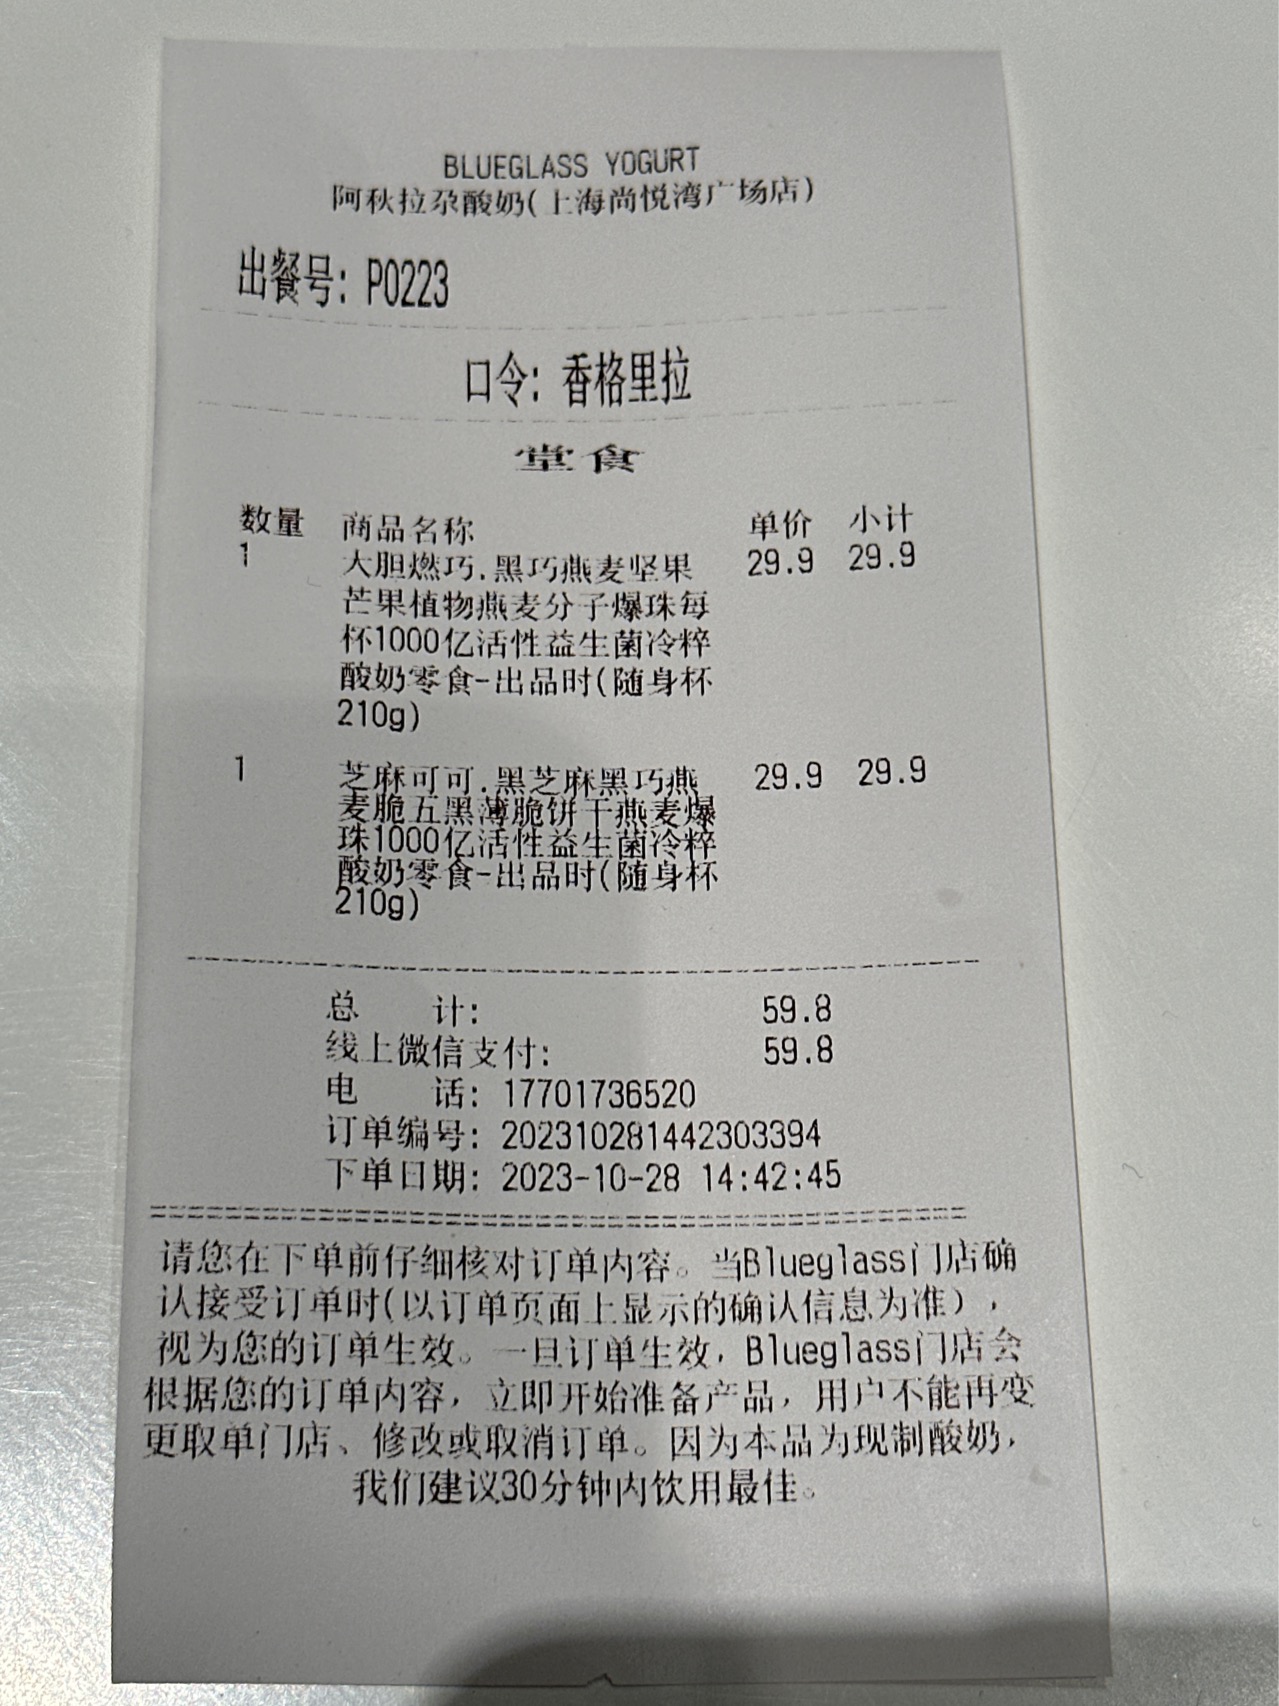 BLUEGLASS YOGURT
阿秋拉尕酸奶(上海尚悦湾广场店)
出餐号: P0223
口令: 香格里拉
堂食
数量 商品名称 单价 小计
1 大胆燃巧.黑巧燕麦坚果 29.9 29.9
芒果植物燕麦分子爆珠每
杯1000亿活性益生菌冷粹
酸奶零食-出品时(随身杯
210g)
1 芝麻可可.黑芝麻黑巧燕 29.9 29.9
麦脆五黑薄脆饼干燕麦爆
珠1000亿活性益生菌冷粹
酸奶零食-出品时(随身杯
210g)
总 计: 59.8
线上微信支付: 59.8
电 话: 17701736520
订单编号: 202310281442303394
下单日期: 2023-10-28 14:42:45
请您在下单前仔细核对订单内容。当Blueglass门店确
认接受订单时(以订单页面上显示的确认信息为准),
视为您的订单生效。一旦订单生效,Blueglass门店会
根据您的订单内容,立即开始准备产品,用户不能再变
更取单门店、修改或取消订单。因为本品为现制酸奶,
我们建议30分钟内饮用最佳。